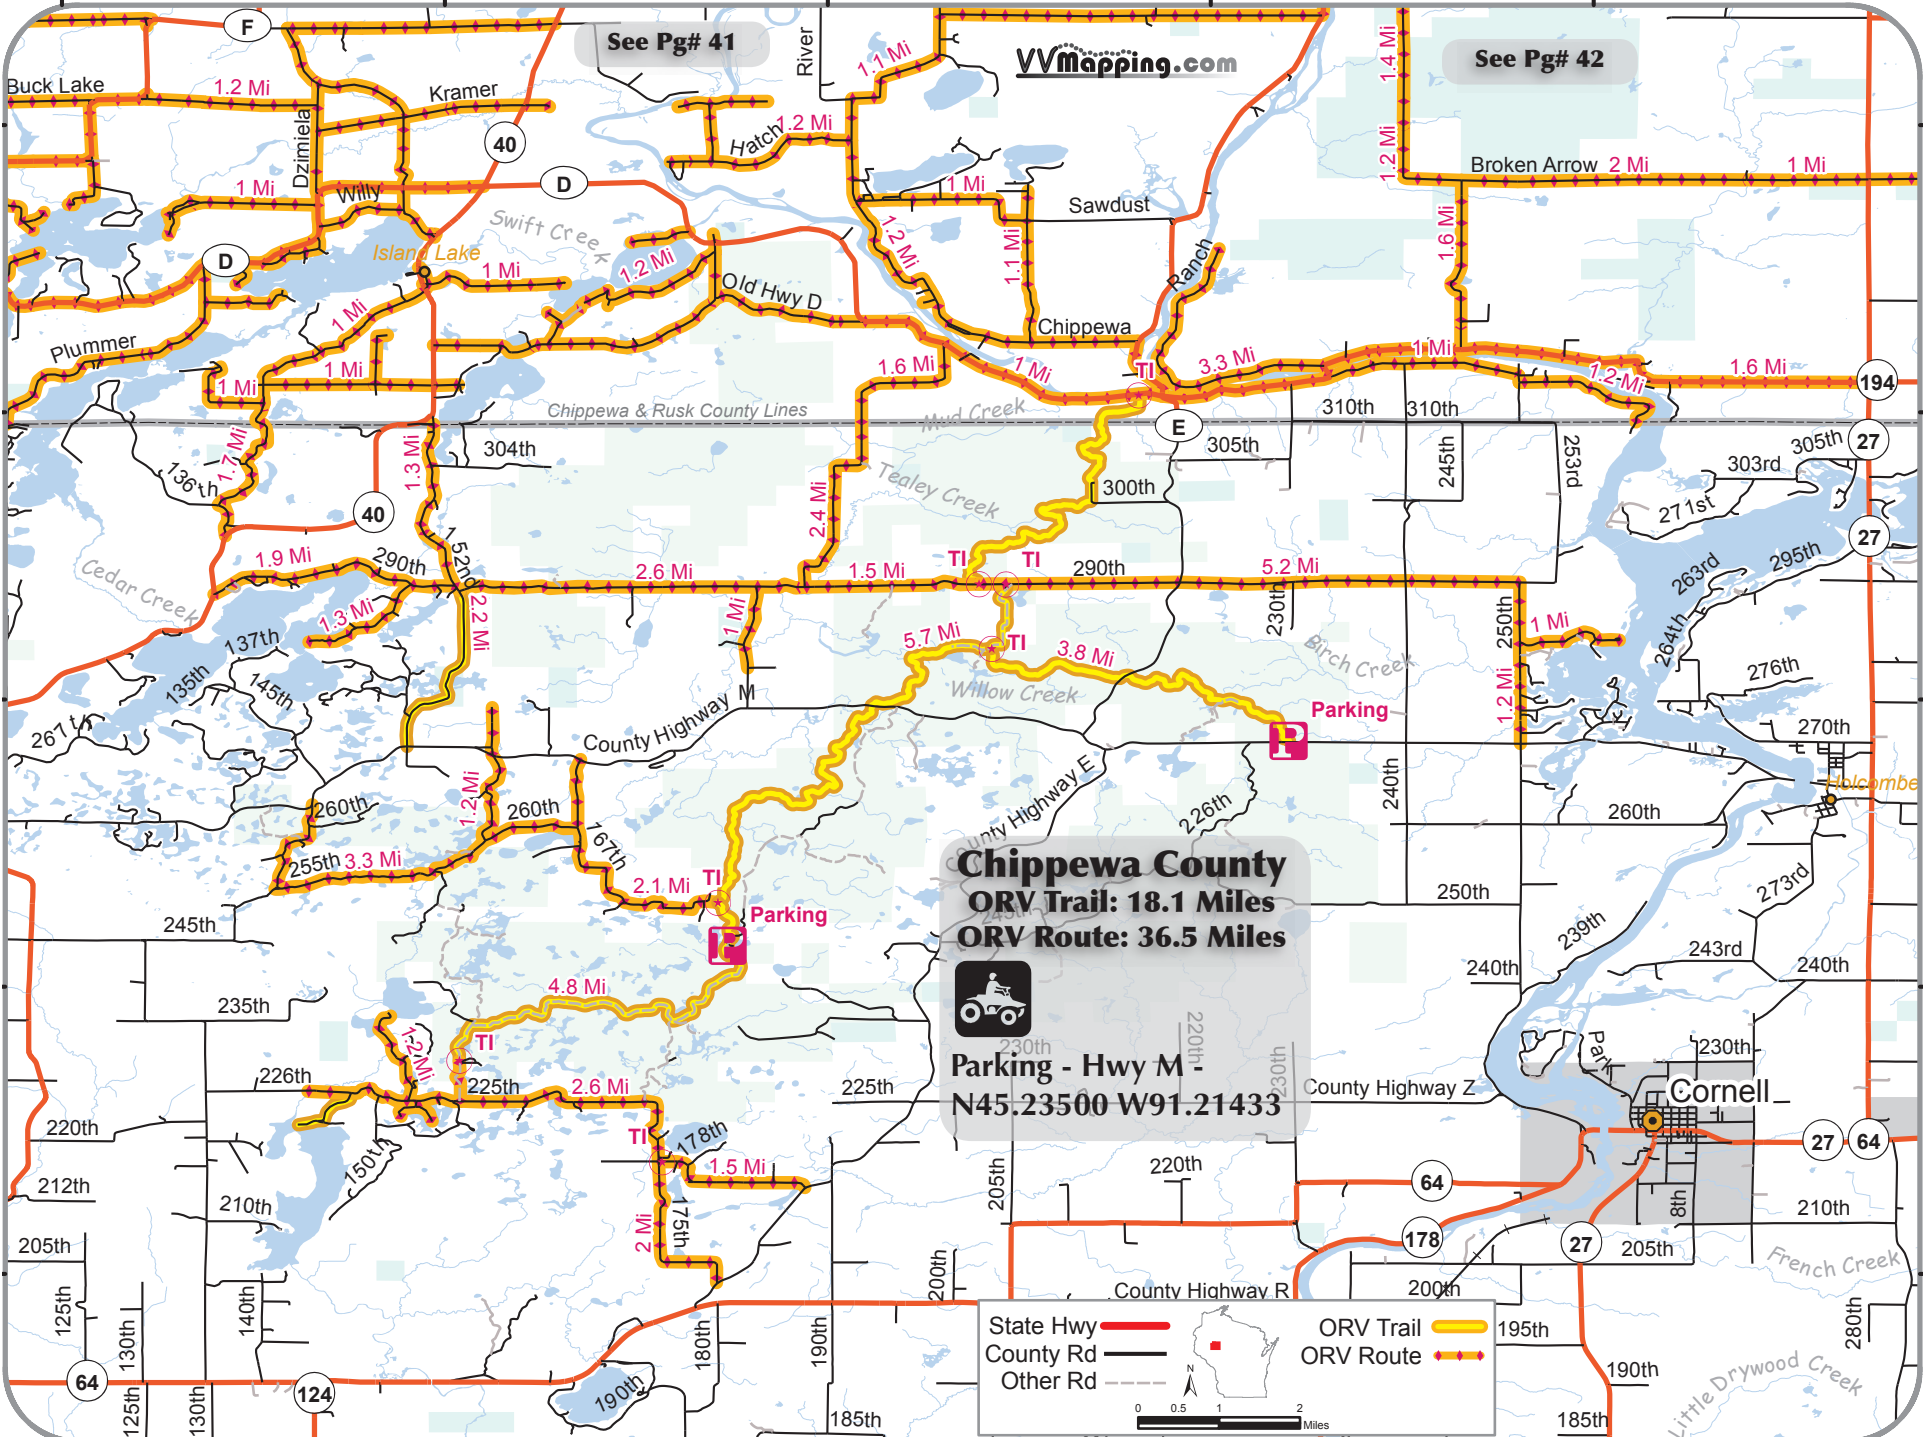 F
See Pg# 41
River
1.1 Mi
VVMapping.com
1.4 Mi
See Pg# 42
Buck Lake
1.2 Mi
Kramer
Dzimiela
40
Hatch
1.2 Mi
1.2 Mi
Broken Arrow 2 Mi
1 Mi
1 Mi
Willy
D
1 Mi
Sawdust
Swift Creek
Island Lake
D
1 Mi
1.2 Mi
1.2 Mi
1.1 Mi
Ranch
1.6 Mi
Old Hwy D
1 Mi
Chippewa
Plummer
1 Mi
1 Mi
1.6 Mi
1 Mi
TI
3.3 Mi
1 Mi
1.2 Mi
1.6 Mi
194
Chippewa & Rusk County Lines
Mud Creek
E
310th
310th
27
1.7 Mi
1.3 Mi
304th
305th
245th
253rd
303rd
305th
136'th
40
Tealey Creek
300th
2.4 Mi
271st
27
152nd
1.9 Mi
290th
2.6 Mi
1.5 Mi
TI
TI
290th
5.2 Mi
263rd
295th
Cedar Creek
1.3 Mi
2.2 Mi
1 Mi
230th
250th
1 Mi
137th
5.7 Mi
TI
3.8 Mi
Birch Creek
264th
135th
145th
Willow Creek
276th
267th
County Highway M
Parking
P
1.2 Mi
270th
County Highway E
240th
Holcombe
1.2 Mi
260th
260th
226th
260th
767th
255th
3.3 Mi
2.1 Mi
TI
Parking
P
Chippewa County
ORV Trail: 18.1 Miles
245th
ORV Route: 36.5 Miles
250th
273rd
245th
239th
243rd
240th
240th
235th
4.8 Mi
TI
1.2 Mi
220th
230th
230th
Park
230th
226th
225th
2.6 Mi
225th
Parking - Hwy M -
N45.23500 W91.21433
County Highway Z
Cornell
220th
TI
178th
150th
1.5 Mi
27
64
212th
205th
220th
64
210th
175th
2 Mi
8th
210th
205th
178
27
205th
French Creek
200th
County Highway R
200th
125th
130th
140th
180th
190th
280th
State Hwy
County Rd
Other Rd
N
ORV Trail
ORV Route
0 0.5 1 2
Miles
195th
64
124
190th
190th
Little Drywood Creek
125th
130th
185th
185th